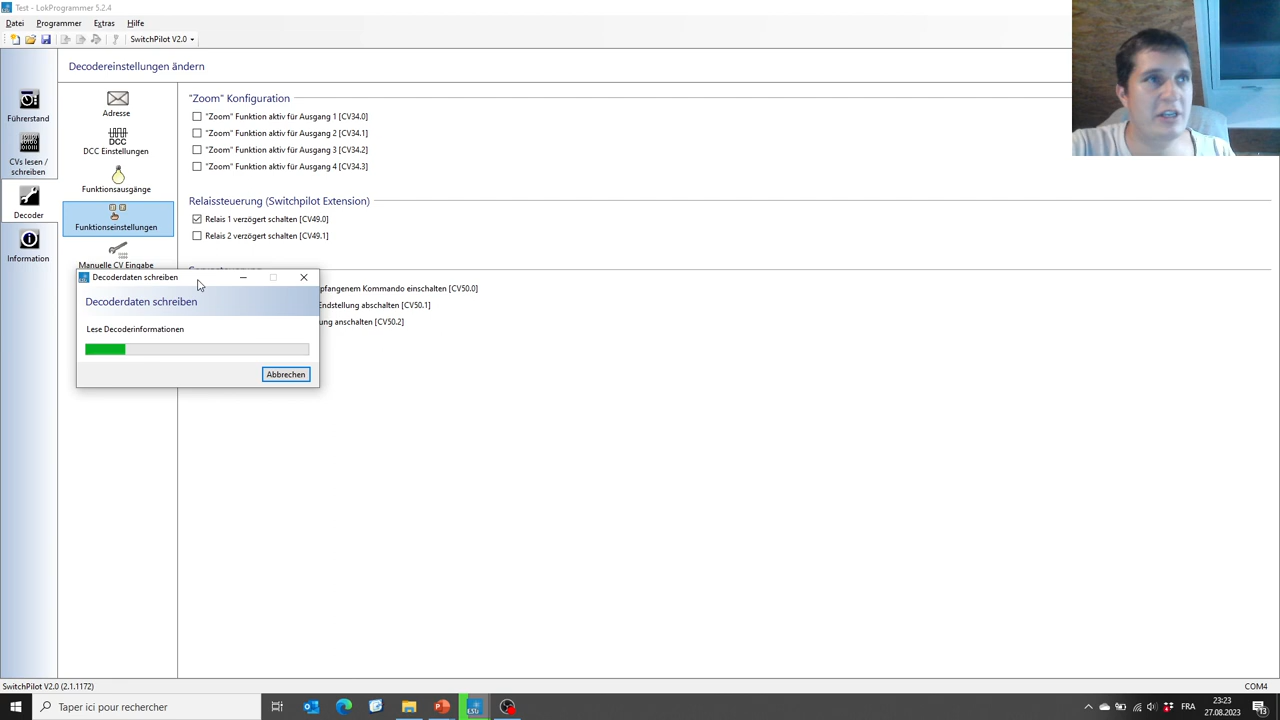 Test - LokProgrammer 5.2.4
Datei Programmer Extras Hilfe
SwitchPilot V2.0
Decodereinstellungen ändern
Führerstand
CVs lesen /
schreiben
Decoder
Information
Adresse
DCC
DCC Einstellungen
Funktionsausgänge
Funktionseinstellungen
Manuelle CV Eingabe
"Zoom" Konfiguration
"Zoom" Funktion aktiv für Ausgang 1 [CV34.0]
"Zoom" Funktion aktiv für Ausgang 2 [CV34.1]
"Zoom" Funktion aktiv für Ausgang 3 [CV34.2]
"Zoom" Funktion aktiv für Ausgang 4 [CV34.3]
Relaissteuerung (Switchpilot Extension)
Relais 1 verzögert schalten [CV49.0]
Relais 2 verzögert schalten [CV49.1]
pfangenem Kommando einschalten [CV50.0]
Endstellung abschalten [CV50.1]
ung anschalten [CV50.2]
Decoderdaten schreiben
Decoderdaten schreiben
Lese Decoderinformationen
Abbrechen
SwitchPilot V2.0 (2.1.1172)
COM4
Taper ici pour rechercher
FRA
23:23
27.08.2023
13